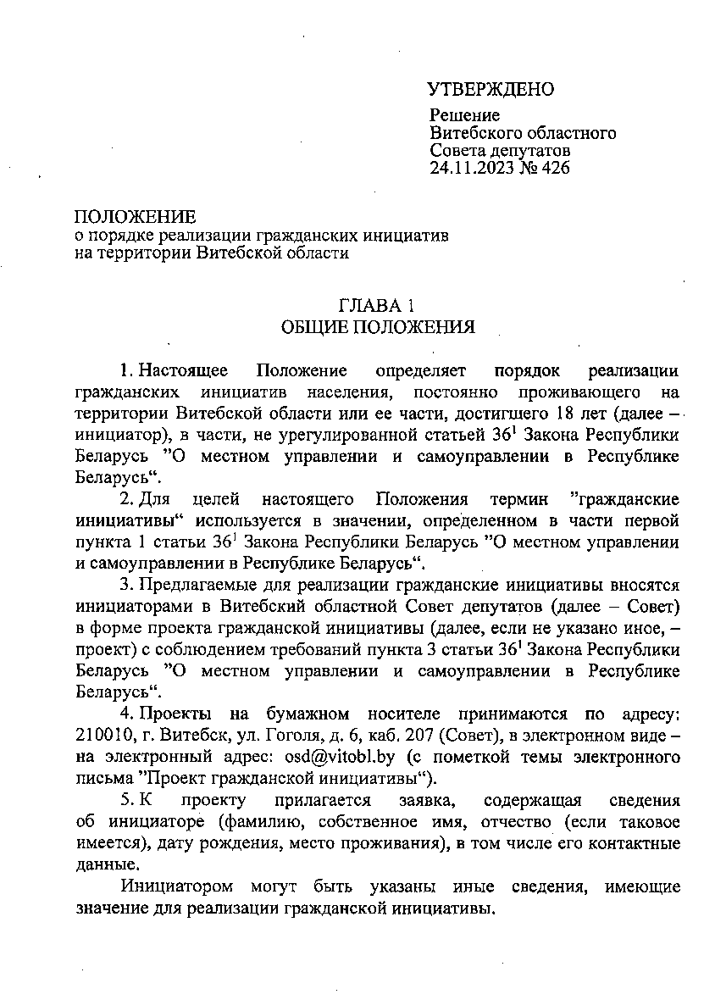 УТВЕРЖДЕНО
Решение
Витебского областного
Совета депутатов
24.11.2023 № 426
ПОЛОЖЕНИЕ
о порядке реализации гражданских инициатив
на территории Витебской области
ГЛАВА 1
ОБЩИЕ ПОЛОЖЕНИЯ
1. Настоящее Положение определяет порядок реализации
гражданских инициатив населения, постоянно проживающего на
территории Витебской области или ее части, достигшего 18 лет (далее –
инициатор), в части, не урегулированной статьей 36¹ Закона Республики
Беларусь ”О местном управлении и самоуправлении в Республике
Беларусь“.
2. Для целей настоящего Положения термин ”гражданские
инициативы“ используется в значении, определенном в части первой
пункта 1 статьи 36¹ Закона Республики Беларусь ”О местном управлении
и самоуправлении в Республике Беларусь“.
3. Предлагаемые для реализации гражданские инициативы вносятся
инициаторами в Витебский областной Совет депутатов (далее – Совет)
в форме проекта гражданской инициативы (далее, если не указано иное, –
проект) с соблюдением требований пункта 3 статьи 36¹ Закона Республики
Беларусь ”О местном управлении и самоуправлении в Республике
Беларусь“.
4. Проекты на бумажном носителе принимаются по адресу:
210010, г. Витебск, ул. Гоголя, д. 6, каб. 207 (Совет), в электронном виде –
на электронный адрес: osd@vitobl.by (с пометкой темы электронного
письма ”Проект гражданской инициативы“).
5. К проекту прилагается заявка, содержащая сведения
об инициаторе (фамилию, собственное имя, отчество (если таковое
имеется), дату рождения, место проживания), в том числе его контактные
данные.
Инициатором могут быть указаны иные сведения, имеющие
значение для реализации гражданской инициативы.